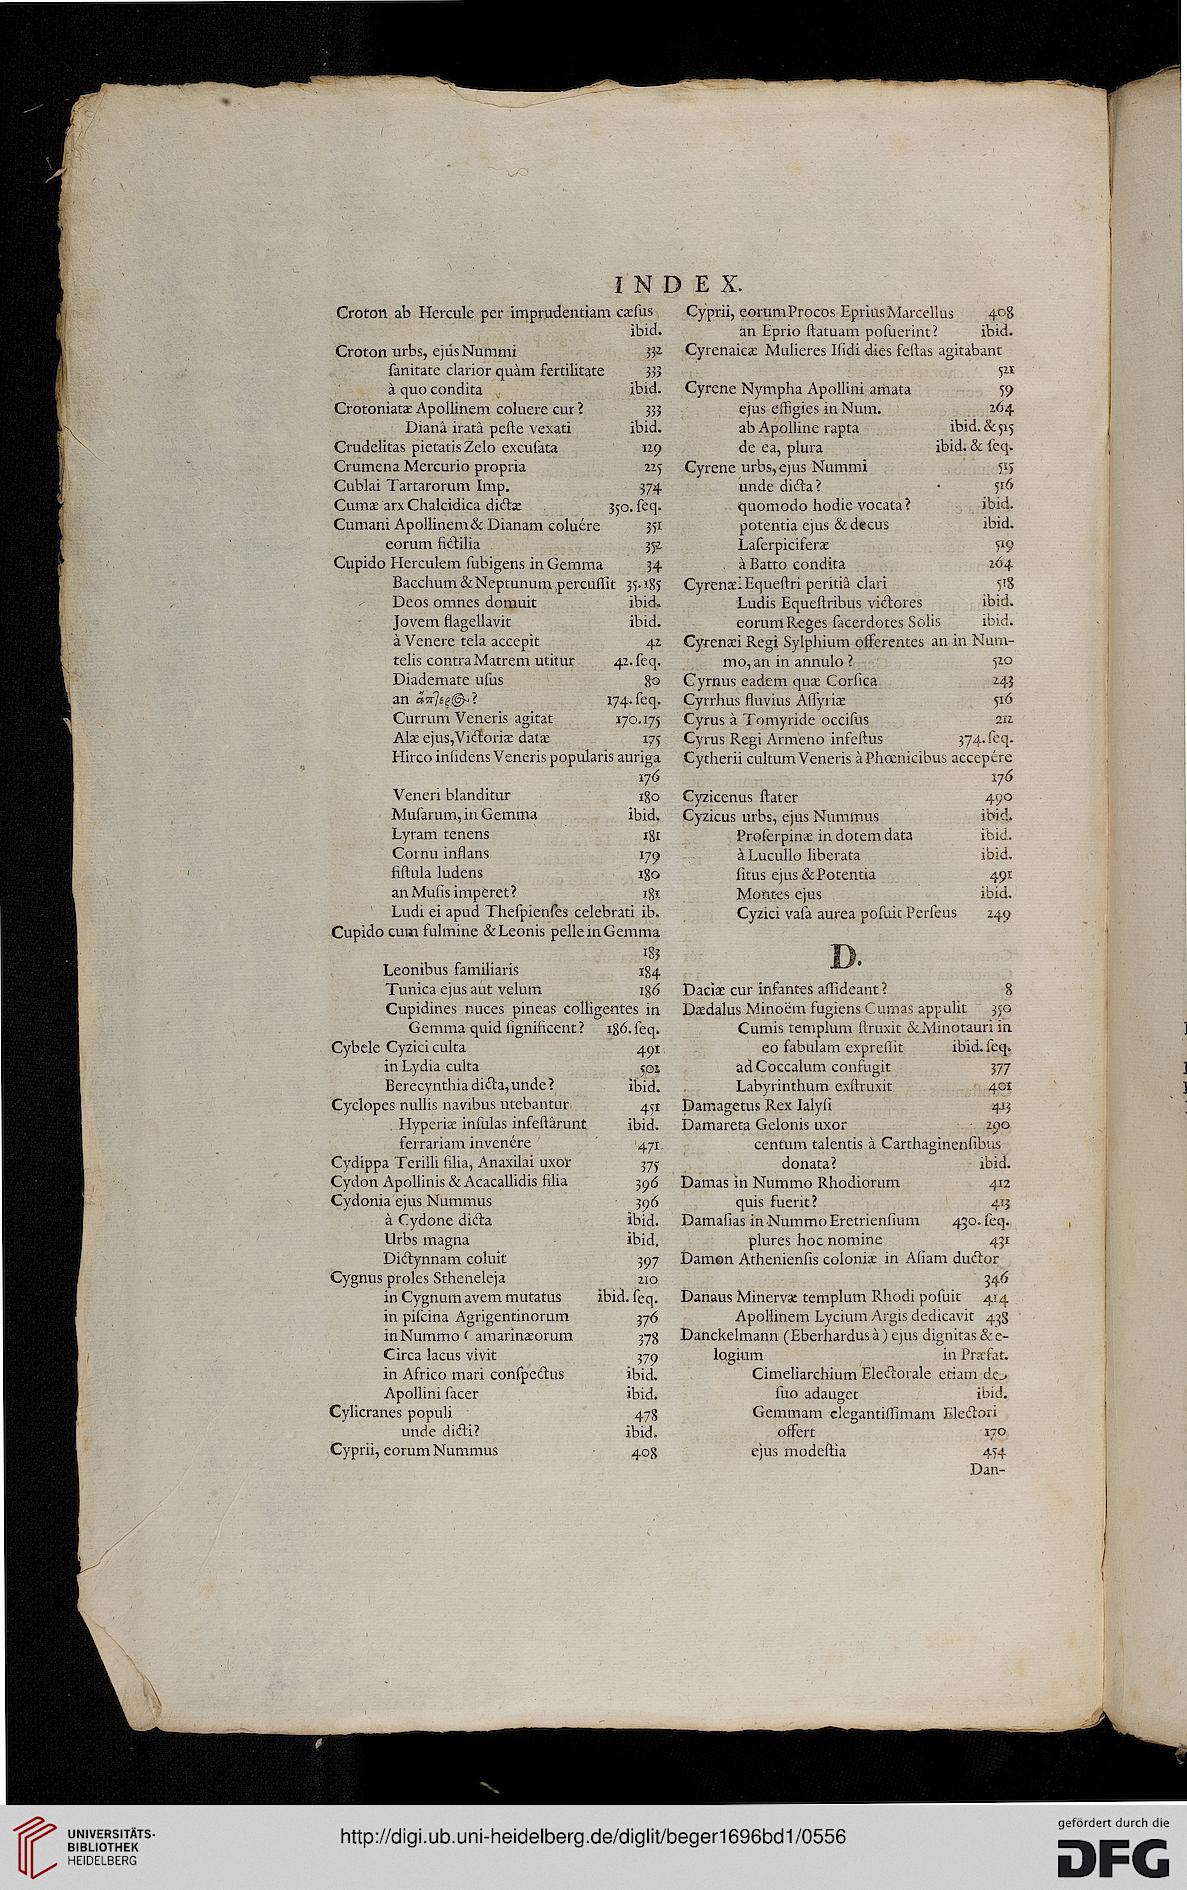 INDEX.
Croton ab Hercule per imprudentiam cæſus
ibid.
Croton urbs, ejus Nummi 332
ſanitate clarior quàm fertilitate 333
à quo condita ibid.
Crotoniatæ Apollinem coluere cur? 333
Dianâ iratâ peſte vexati ibid.
Crudelitas pietatis Zelo excuſata 129
Crumena Mercurio propria 225
Cublai Tartarorum Imp. 374
Cumæ arx Chalcidica dictæ 350. ſeq.
Cumani Apollinem & Dianam coluére 351
eorum fictilia 352
Cupido Herculem ſubigens in Gemma 34
Bacchum & Neptunum percuſſit 35.185
Deos omnes domuit ibid.
Jovem flagellavit ibid.
à Venere tela accepit 42
telis contra Matrem utitur 42. ſeq.
Diademate uſus 80
an 174. ſeq.
Currum Veneris agitat 170.175
Alæ ejus, Victoriæ datæ 175
Hirco inſidens Veneris popularis auriga
176
Veneri blanditur 180
Muſarum, in Gemma ibid.
Lyram tenens 181
Cornu inflans 179
fiſtula ludens 180
an Muſis imperet? 181
Ludi ei apud Theſpienſes celebrati ib.
Cupido cum fulmine & Leonis pelle in Gemma
183
Leonibus familiaris 184
Tunica ejus aut velum 186
Cupidines nuces pineas colligentes in
Gemma quid ſignificent? 186. ſeq.
Cybele Cyzici culta 491
in Lydia culta 502
Berecynthia dicta, unde? ibid.
Cyclopes nullis navibus utebantur 451
Hyperiæ inſulas infeſtârunt ibid.
ferrariam invenére 471
Cydippa Terilli filia, Anaxilai uxor 375
Cydon Apollinis & Acacallidis filia 396
Cydonia ejus Nummus 396
à Cydone dicta ibid.
Urbs magna ibid.
Dictynnam coluit 397
Cygnus proles Stheneleja 210
in Cygnum avem mutatus ibid. ſeq.
in piſcina Agrigentinorum 376
in Nummo Camarinæorum 378
Circa lacus vivit 379
in Africo mari conſpectus ibid.
Apollini ſacer ibid.
Cylicranes populi 478
unde dicti? ibid.
Cyprii, eorum Nummus 408
Cyprii, eorum Procos Eprius Marcellus 408
an Eprio ſtatuam poſuerint? ibid.
Cyrenaicæ Mulieres Iſidi dies feſtas agitabant
521
Cyrene Nympha Apollini amata 59
ejus effigies in Num. 264
ab Apolline rapta ibid. & 515
de ea, plura ibid. & ſeq.
Cyrene urbs, ejus Nummi 515
unde dicta? 516
quomodo hodie vocata? ibid.
potentia ejus & decus ibid.
Laſerpiciferæ 519
à Batto condita 264
Cyrenæi Equeſtri peritiâ clari 518
Ludis Equeſtribus victores ibid.
eorum Reges ſacerdotes Solis ibid.
Cyrenæi Regi Sylphium offerentes an in Num-
mo, an in annulo? 520
Cyrnus eadem quæ Corſica 243
Cyrrhus fluvius Aſſyriæ 516
Cyrus à Tomyride occiſus 212
Cyrus Regi Armeno infeſtus 374. ſeq.
Cytherii cultum Veneris à Phœnicibus accepére
176
Cyzicenus ſtater 490
Cyzicus urbs, ejus Nummus ibid.
Proſerpinæ in dotem data ibid.
à Lucullo liberata ibid.
ſitus ejus & Potentia 491
Montes ejus ibid.
Cyzici vaſa aurea poſuit Perſeus 249
D.
Daciæ cur infantes aſſideant? 8
Dædalus Minoëm fugiens Cumas appulit 350
Cumis templum ſtruxit & Minotauri in
eo fabulam expreſſit ibid. ſeq.
ad Coccalum confugit 377
Labyrinthum exſtruxit 401
Damagetus Rex Ialyſi 413
Damareta Gelonis uxor 290
centum talentis à Carthaginenſibus
donata? ibid.
Damas in Nummo Rhodiorum 412
quis fuerit? 413
Damaſias in Nummo Eretrienſium 430. ſeq.
plures hoc nomine 431
Damon Athenienſis coloniæ in Aſiam ductor
346
Danaus Minervæ templum Rhodi poſuit 414
Apollinem Lycium Argis dedicavit 438
Danckelmann (Eberhardus à) ejus dignitas & e-
logium in Præfat.
Cimeliarchium Electorale etiam de
ſuo adauget ibid.
Gemmam elegantiſſimam Electori
offert 170
ejus modeſtia 454
Dan-
UNIVERSITÄTS-
BIBLIOTHEK
HEIDELBERG
http://digi.ub.uni-heidelberg.de/diglit/beger1696bd1/0556
gefördert durch die
DFG